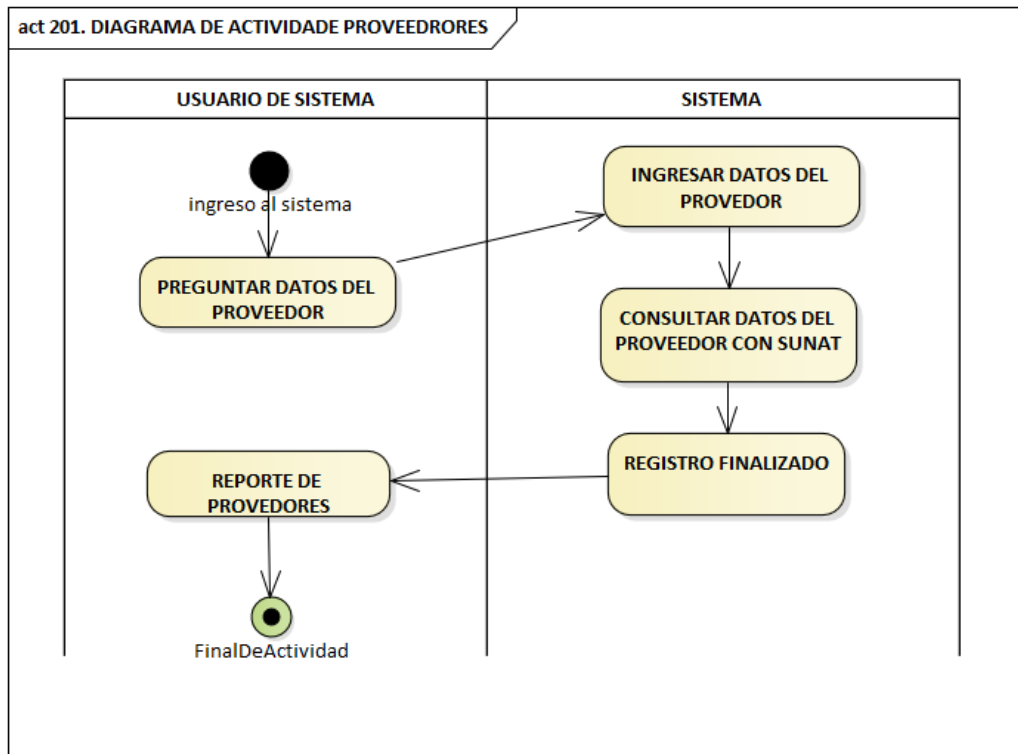 act 201. DIAGRAMA DE ACTIVIDADE PROVEEDRORES
USUARIO DE SISTEMA
SISTEMA
ingreso al sistema
INGRESAR DATOS DEL
PROVEDOR
PREGUNTAR DATOS DEL
PROVEEDOR
CONSULTAR DATOS DEL
PROVEEDOR CON SUNAT
REGISTRO FINALIZADO
REPORTE DE
PROVEDORES
FinalDeActividad